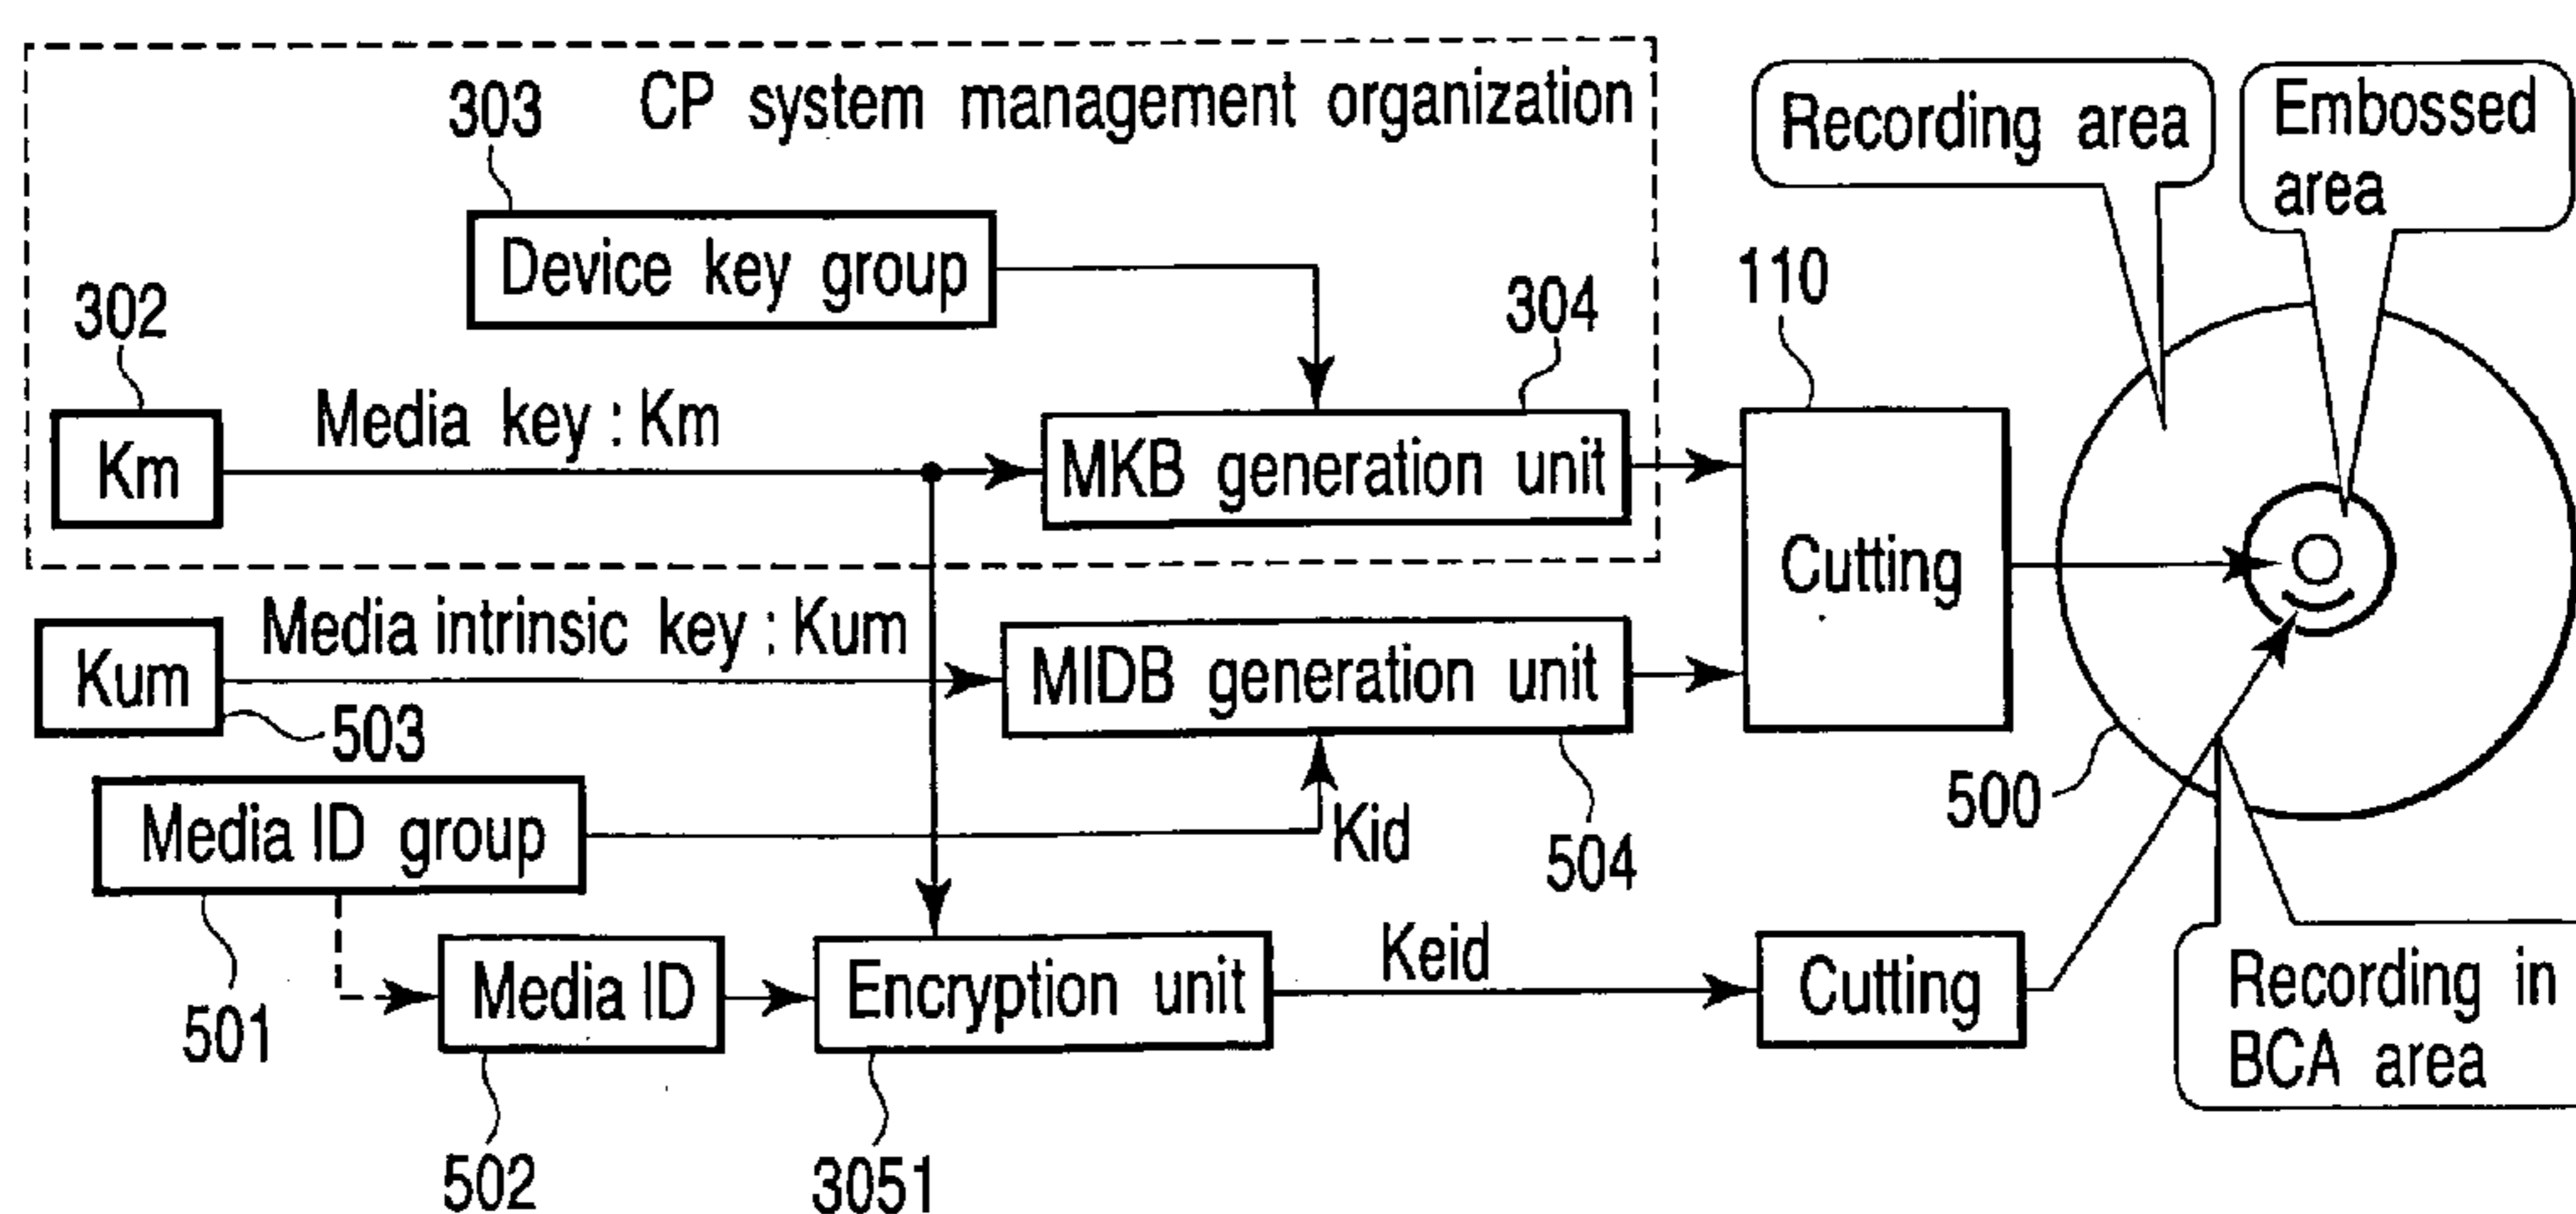 CP system management organization
303
Recording area
Embossed
area
Device key group
110
302
304
Media key : Km
Km
MKB generation unit
Cutting
Media intrinsic key : Kum
Kum
MIDB generation unit
503
500
Media ID group
Kid
504
Keid
501
Media ID
Encryption unit
Cutting
Recording in
BCA area
502
3051